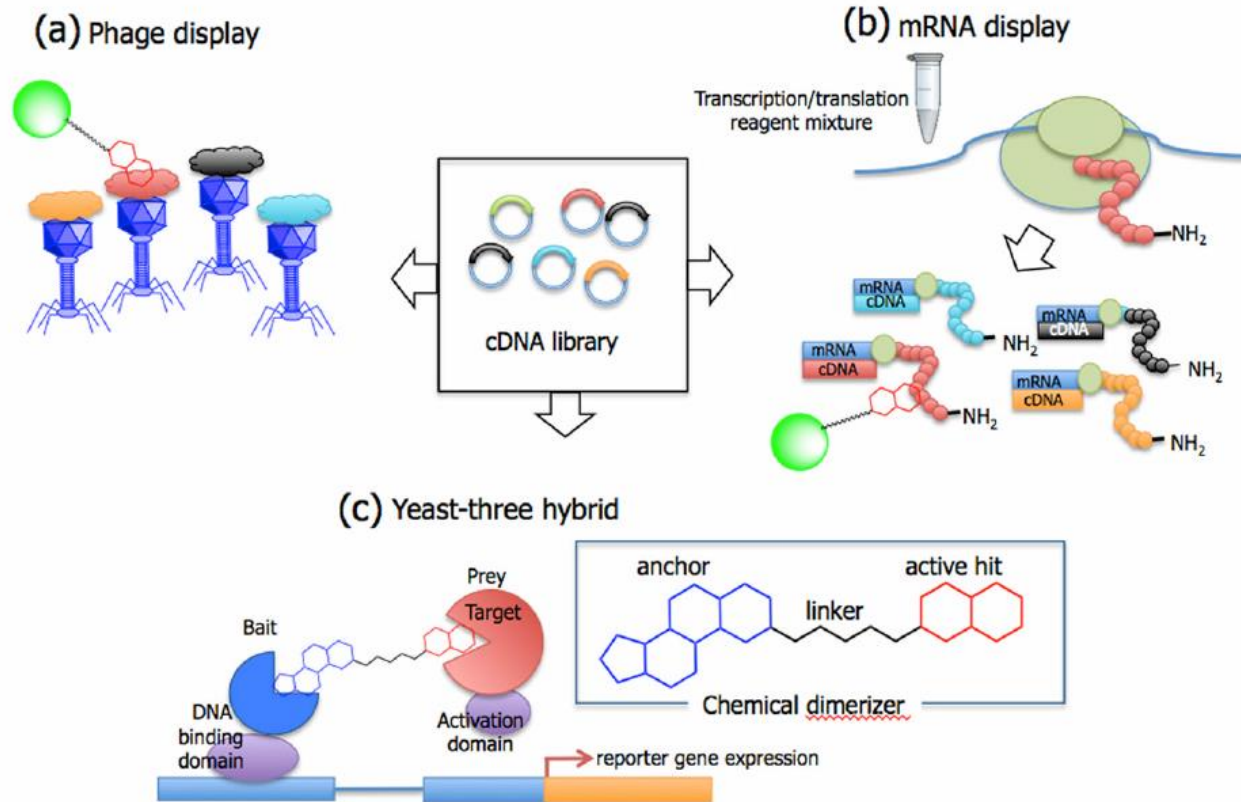 (a) Phage display
(b) mRNA display
Transcription/translation
reagent mixture
NH2
cDNA library
mRNA
cDNA
NH2
mRNA
cDNA
NH2
mRNA
cDNA
NH2
mRNA
cDNA
NH2
(c) Yeast-three hybrid
anchor
active hit
linker
Chemical dimerizer
Prey
Target
Bait
DNA
binding
domain
Activation
domain
reporter gene expression